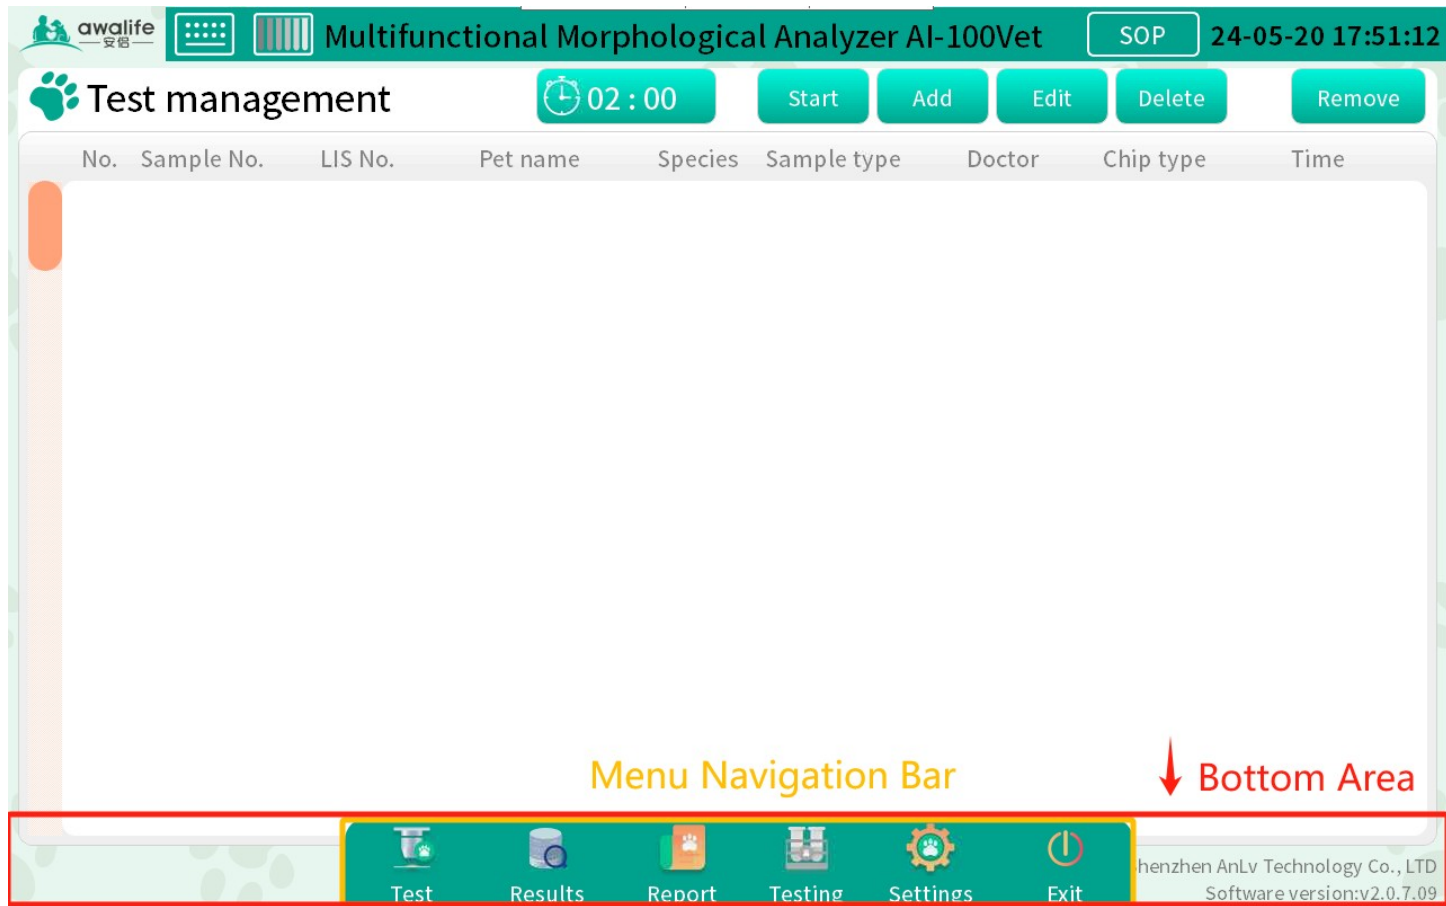 awalife
安侣
Multifunctional Morphological Analyzer AI-100Vet
SOP
24-05-20 17:51:12
Test management
02 : 00
Start
Add
Edit
Delete
Remove
No. Sample No. LIS No. Pet name Species Sample type Doctor Chip type Time
Menu Navigation Bar
Bottom Area
Test
Results
Report
Testing
Settings
Exit
henzhen AnLv Technology Co., LTD
Software version:v2.0.7.09